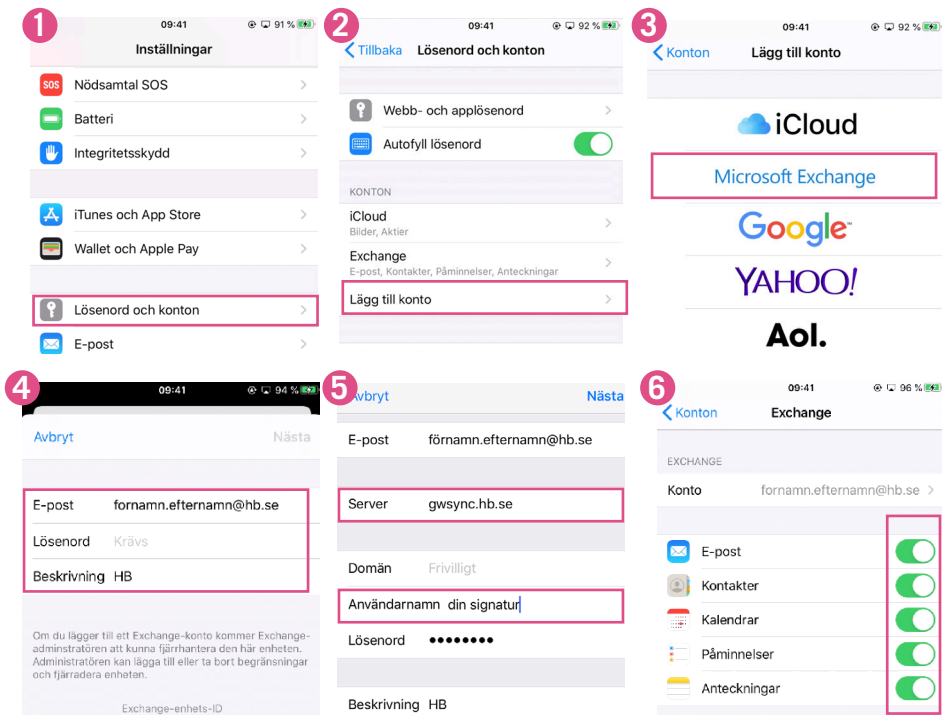 1
09:41
91 %
Inställningar
SOS
Nödsamtal SOS
Batteri
Integritetsskydd
iTunes och App Store
Wallet och Apple Pay
Lösenord och konton
E-post
2
09:41
92 %
Tillbaka
Lösenord och konton
Webb- och applösenord
Autofyll lösenord
KONTON
iCloud
Bilder, Aktier
Exchange
E-post, Kontakter, Påminnelser, Anteckningar
Lägg till konto
3
09:41
92 %
Konton
Lägg till konto
iCloud
Microsoft Exchange
Google
YAHOO!
Aol.
4
09:41
94 %
Avbryt
Nästa
E-post fornamn.efternamn@hb.se
Lösenord Krävs
Beskrivning HB
Om du lägger till ett Exchange-konto kommer Exchange-
adminstratören att kunna fjärrhantera den här enheten.
Administratören kan lägga till eller ta bort begränsningar
och fjärradera enheten.
Exchange-enhets-ID
5
Avbryt
Nästa
E-post förnamn.efternamn@hb.se
Server gwsync.hb.se
Domän Frivilligt
Användarnamn din signatur
Lösenord ••••••••
Beskrivning HB
6
09:41
96 %
Konton
Exchange
EXCHANGE
Konto fornamn.efternamn@hb.se
E-post
Kontakter
Kalendrar
Påminnelser
Anteckningar